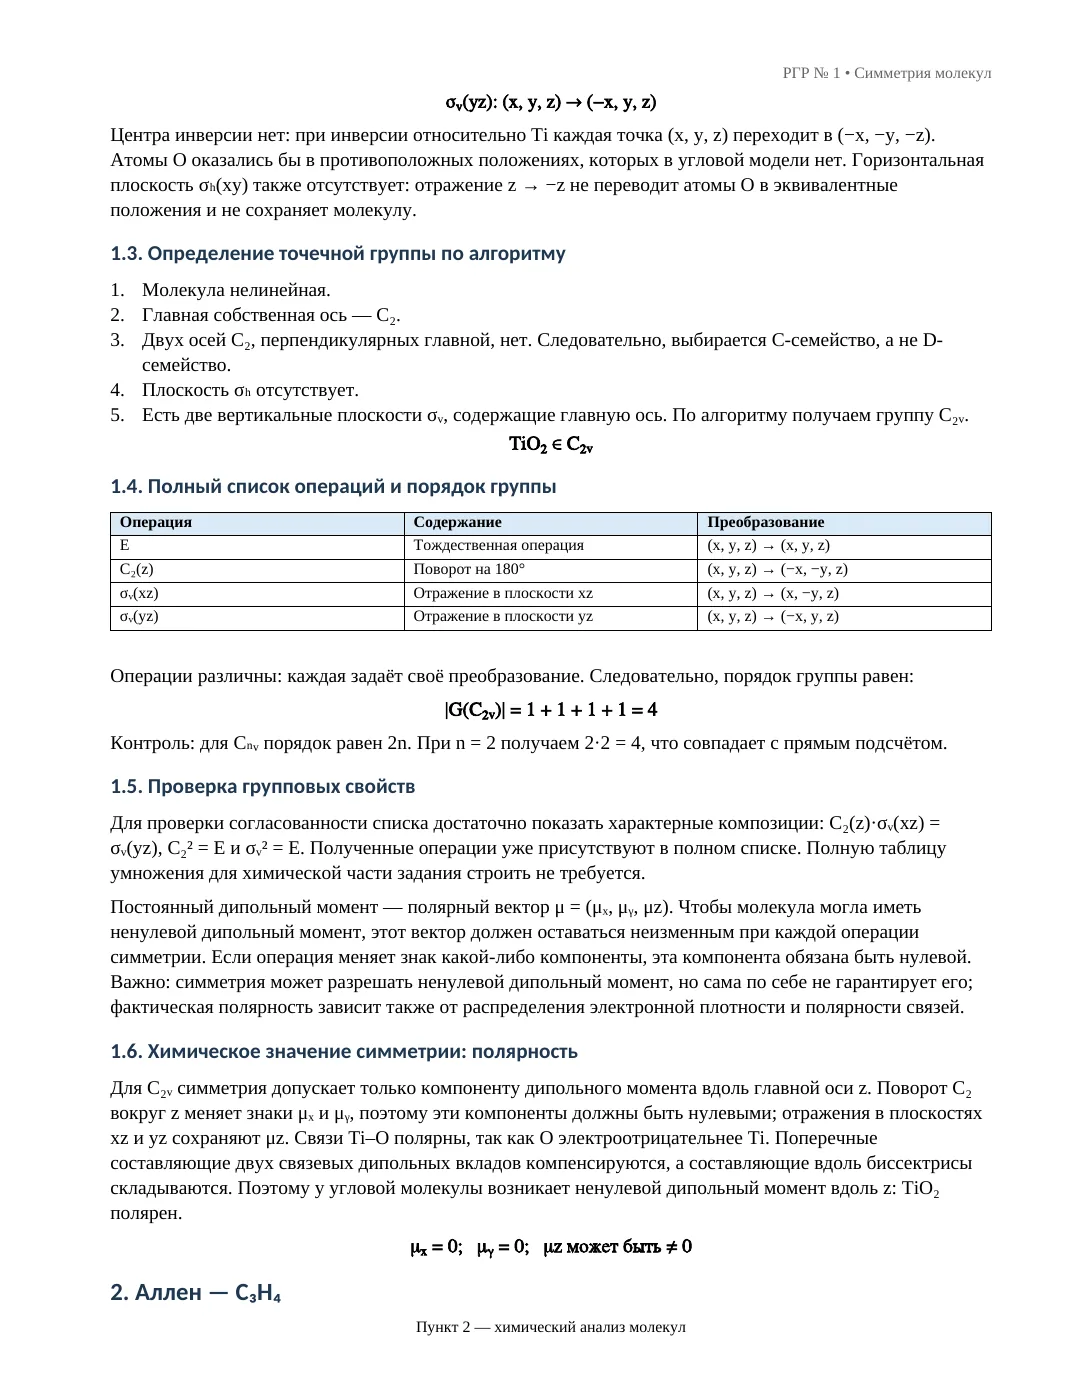 РГР № 1 • Симметрия молекул
σᵥ(yz): (x, y, z) → (−x, y, z)
Центра инверсии нет: при инверсии относительно Ti каждая точка (x, y, z) переходит в (−x, −y, −z).
Атомы O оказались бы в противоположных положениях, которых в угловой модели нет. Горизонтальная
плоскость σₕ(xy) также отсутствует: отражение z → −z не переводит атомы O в эквивалентные
положения и не сохраняет молекулу.
1.3. Определение точечной группы по алгоритму
1. Молекула нелинейная.
2. Главная собственная ось — C₂.
3. Двух осей C₂, перпендикулярных главной, нет. Следовательно, выбирается C-семейство, а не D-
семейство.
4. Плоскость σₕ отсутствует.
5. Есть две вертикальные плоскости σᵥ, содержащие главную ось. По алгоритму получаем группу C₂ᵥ.
TiO₂ ∈ C₂ᵥ
1.4. Полный список операций и порядок группы
Операция Содержание Преобразование
E Тождественная операция (x, y, z) → (x, y, z)
C₂(z) Поворот на 180° (x, y, z) → (−x, −y, z)
σᵥ(xz) Отражение в плоскости xz (x, y, z) → (x, −y, z)
σᵥ(yz) Отражение в плоскости yz (x, y, z) → (−x, y, z)
Операции различны: каждая задаёт своё преобразование. Следовательно, порядок группы равен:
|G(C₂ᵥ)| = 1 + 1 + 1 + 1 = 4
Контроль: для Cₙᵥ порядок равен 2n. При n = 2 получаем 2·2 = 4, что совпадает с прямым подсчётом.
1.5. Проверка групповых свойств
Для проверки согласованности списка достаточно показать характерные композиции: C₂(z)·σᵥ(xz) =
σᵥ(yz), C₂² = E и σᵥ² = E. Полученные операции уже присутствуют в полном списке. Полную таблицу
умножения для химической части задания строить не требуется.
Постоянный дипольный момент — полярный вектор μ = (μₓ, μᵧ, μz). Чтобы молекула могла иметь
ненулевой дипольный момент, этот вектор должен оставаться неизменным при каждой операции
симметрии. Если операция меняет знак какой-либо компоненты, эта компонента обязана быть нулевой.
Важно: симметрия может разрешать ненулевой дипольный момент, но сама по себе не гарантирует его;
фактическая полярность зависит также от распределения электронной плотности и полярности связей.
1.6. Химическое значение симметрии: полярность
Для C₂ᵥ симметрия допускает только компоненту дипольного момента вдоль главной оси z. Поворот C₂
вокруг z меняет знаки μₓ и μᵧ, поэтому эти компоненты должны быть нулевыми; отражения в плоскостях
xz и yz сохраняют μz. Связи Ti–O полярны, так как O электроотрицательнее Ti. Поперечные
составляющие двух связевых дипольных вкладов компенсируются, а составляющие вдоль биссектрисы
складываются. Поэтому у угловой молекулы возникает ненулевой дипольный момент вдоль z: TiO₂
полярен.
μₓ = 0; μᵧ = 0; μz может быть ≠ 0
2. Аллен — C₃H₄
Пункт 2 — химический анализ молекул